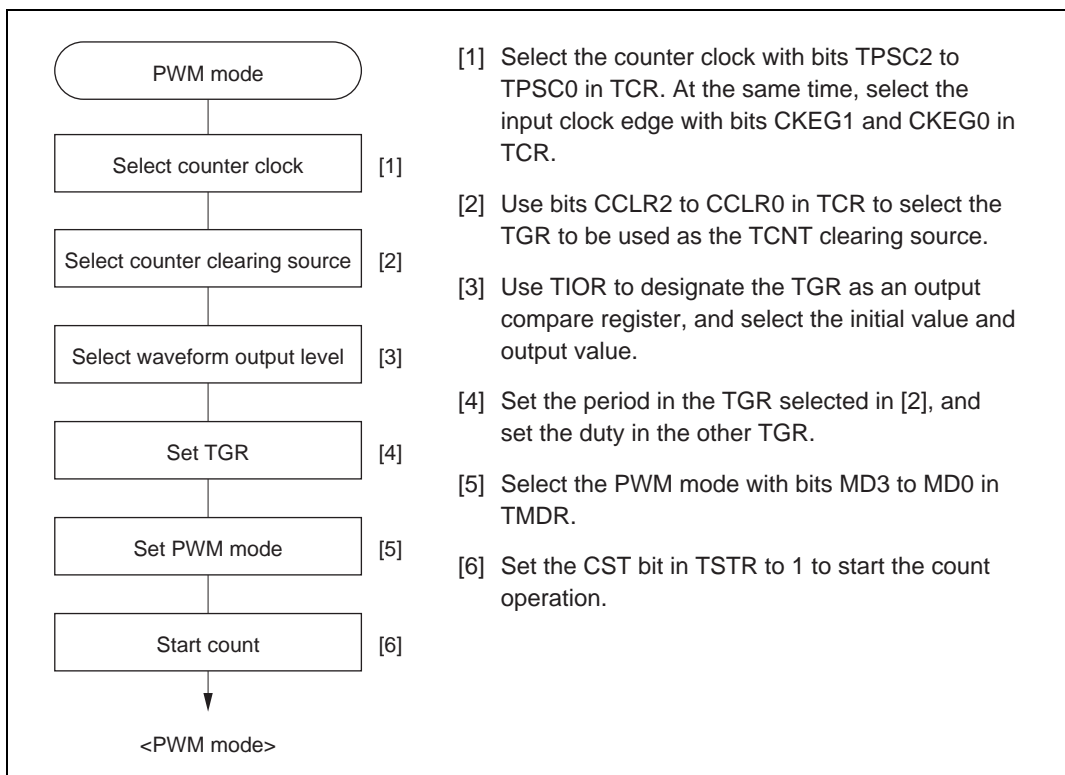 PWM mode
Select counter clock
[1]
Select counter clearing source
[2]
Select waveform output level
[3]
Set TGR
[4]
Set PWM mode
[5]
Start count
[6]
<PWM mode>
[1] Select the counter clock with bits TPSC2 to
TPSC0 in TCR. At the same time, select the
input clock edge with bits CKEG1 and CKEG0 in
TCR.
[2] Use bits CCLR2 to CCLR0 in TCR to select the
TGR to be used as the TCNT clearing source.
[3] Use TIOR to designate the TGR as an output
compare register, and select the initial value and
output value.
[4] Set the period in the TGR selected in [2], and
set the duty in the other TGR.
[5] Select the PWM mode with bits MD3 to MD0 in
TMDR.
[6] Set the CST bit in TSTR to 1 to start the count
operation.